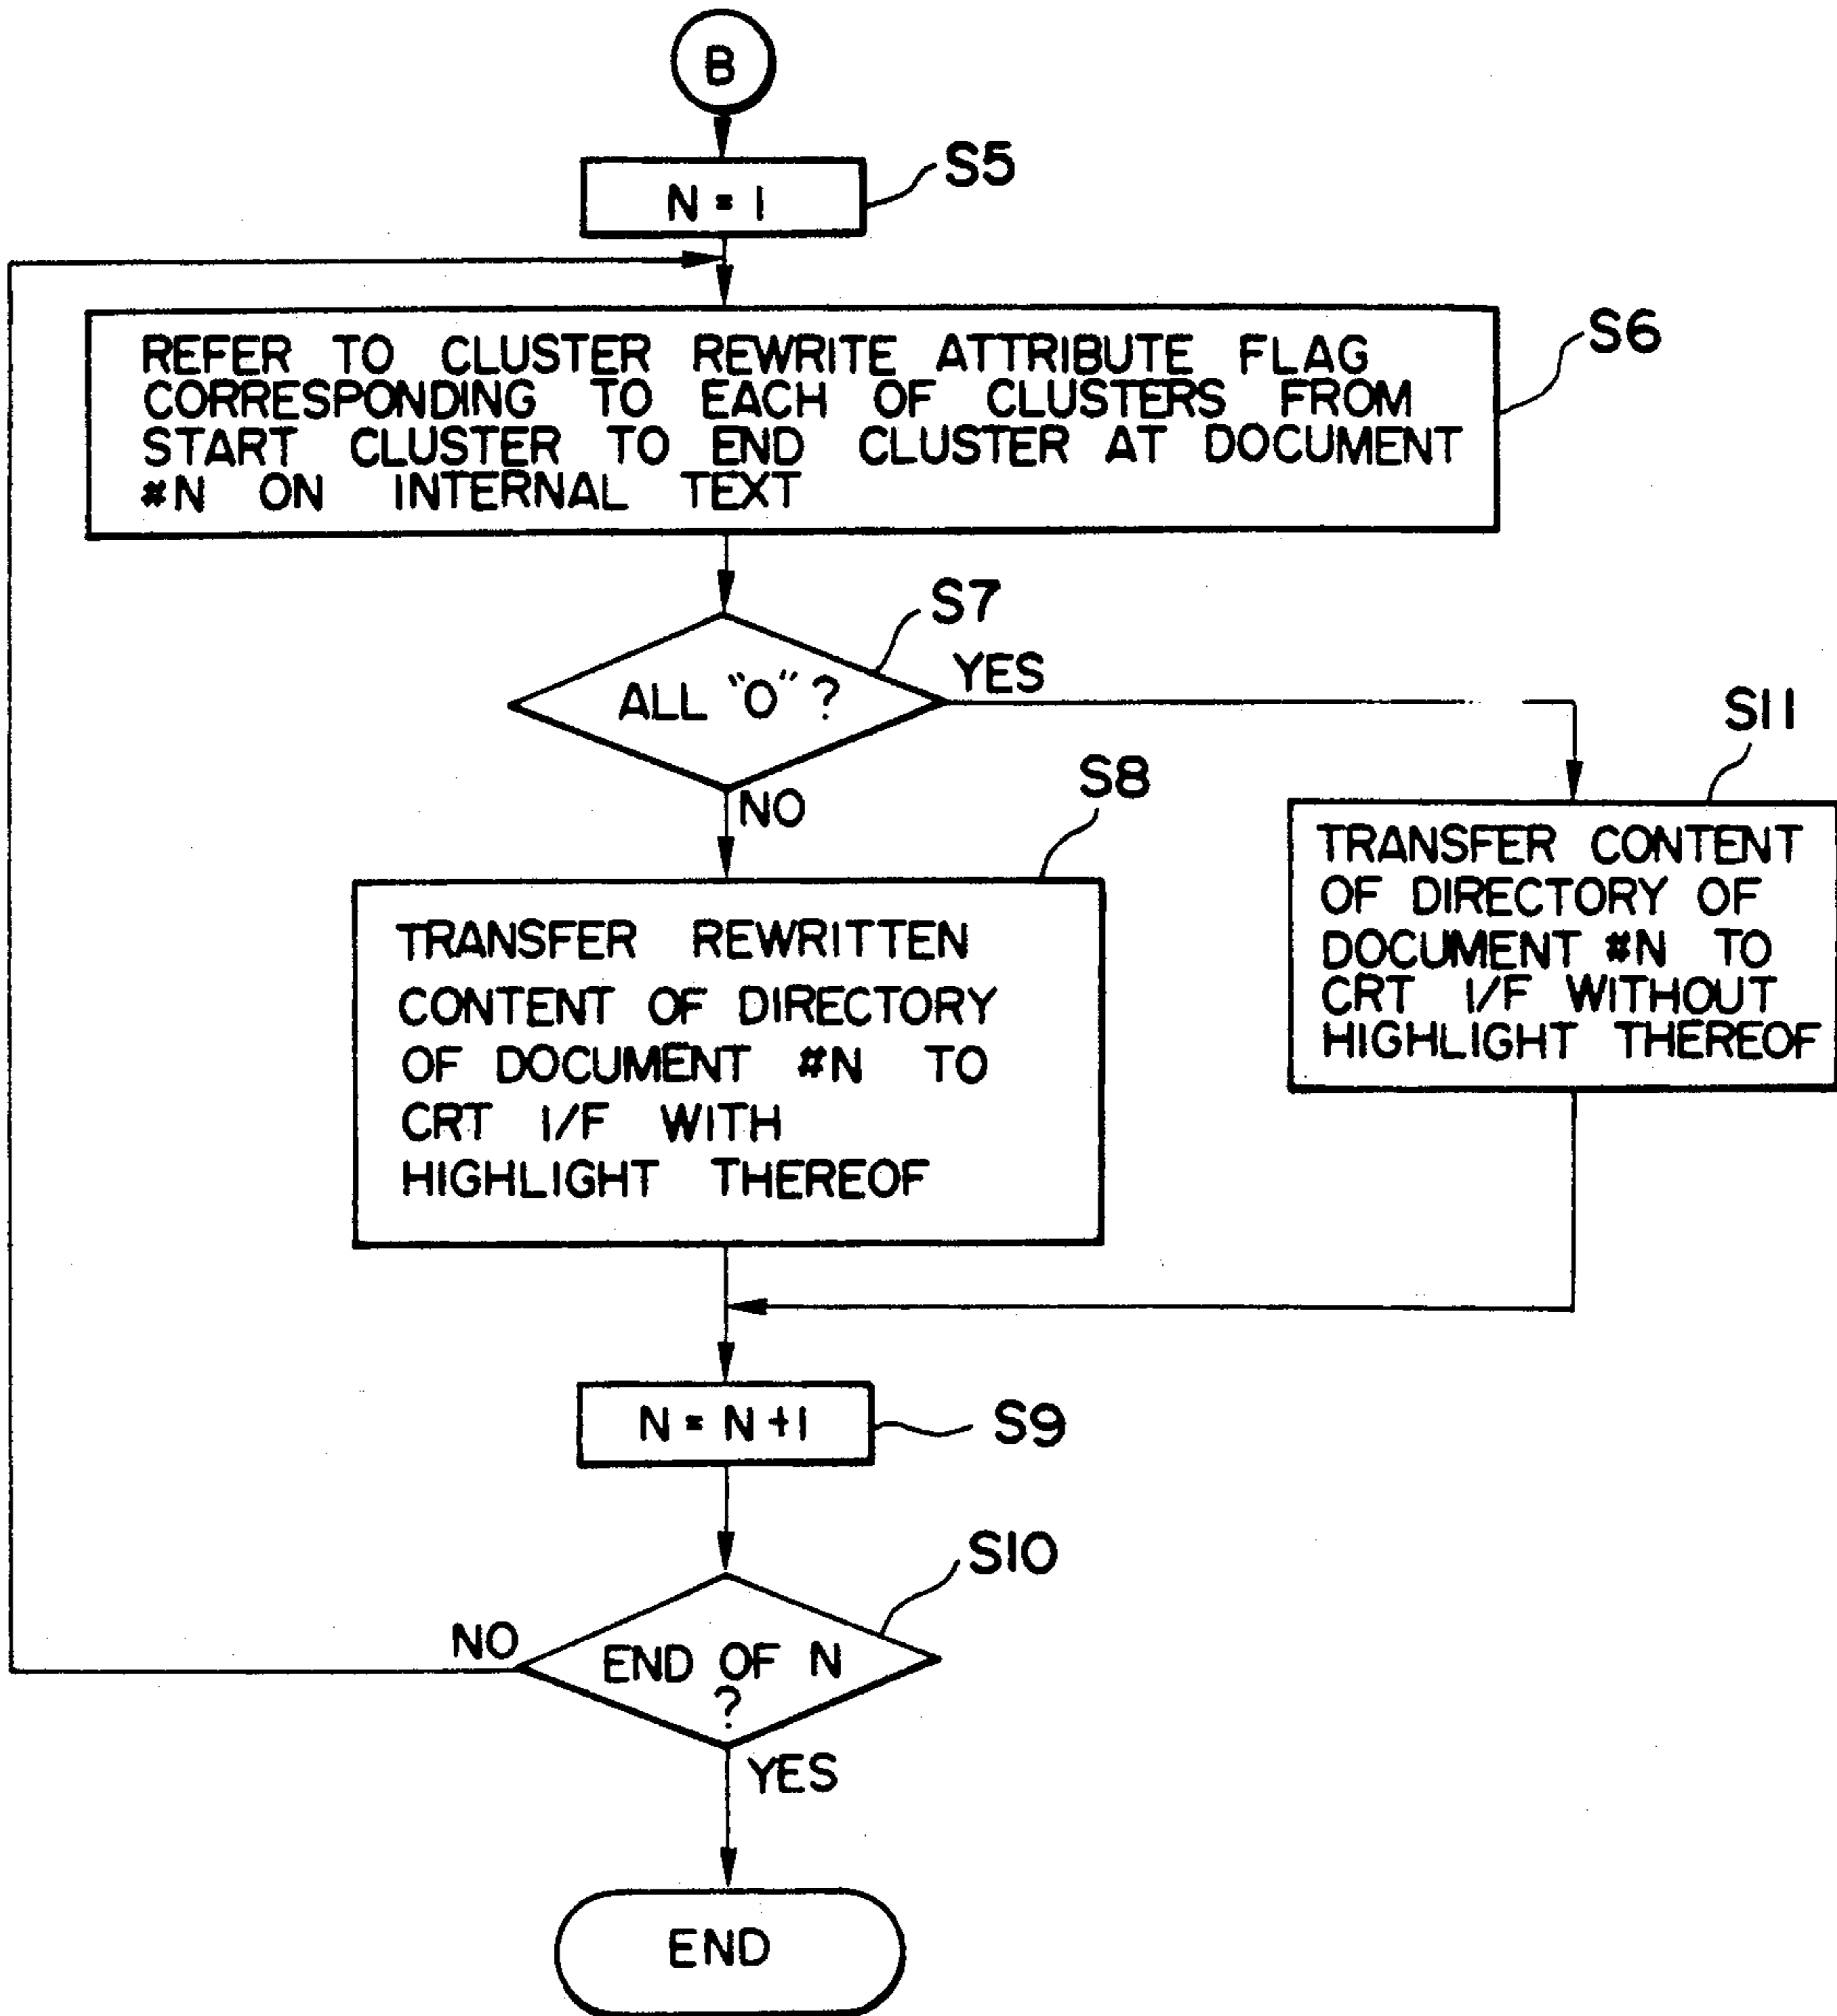 B
S5
N = 1
S6
REFER TO CLUSTER REWRITE ATTRIBUTE FLAG
CORRESPONDING TO EACH OF CLUSTERS FROM
START CLUSTER TO END CLUSTER AT DOCUMENT
#N ON INTERNAL TEXT
S7
ALL "0" ?
YES
NO
S8
TRANSFER REWRITTEN
CONTENT OF DIRECTORY
OF DOCUMENT #N TO
CRT I/F WITH
HIGHLIGHT THEREOF
S11
TRANSFER CONTENT
OF DIRECTORY OF
DOCUMENT #N TO
CRT I/F WITHOUT
HIGHLIGHT THEREOF
N = N + 1
S9
S10
END OF N
?
NO
YES
END